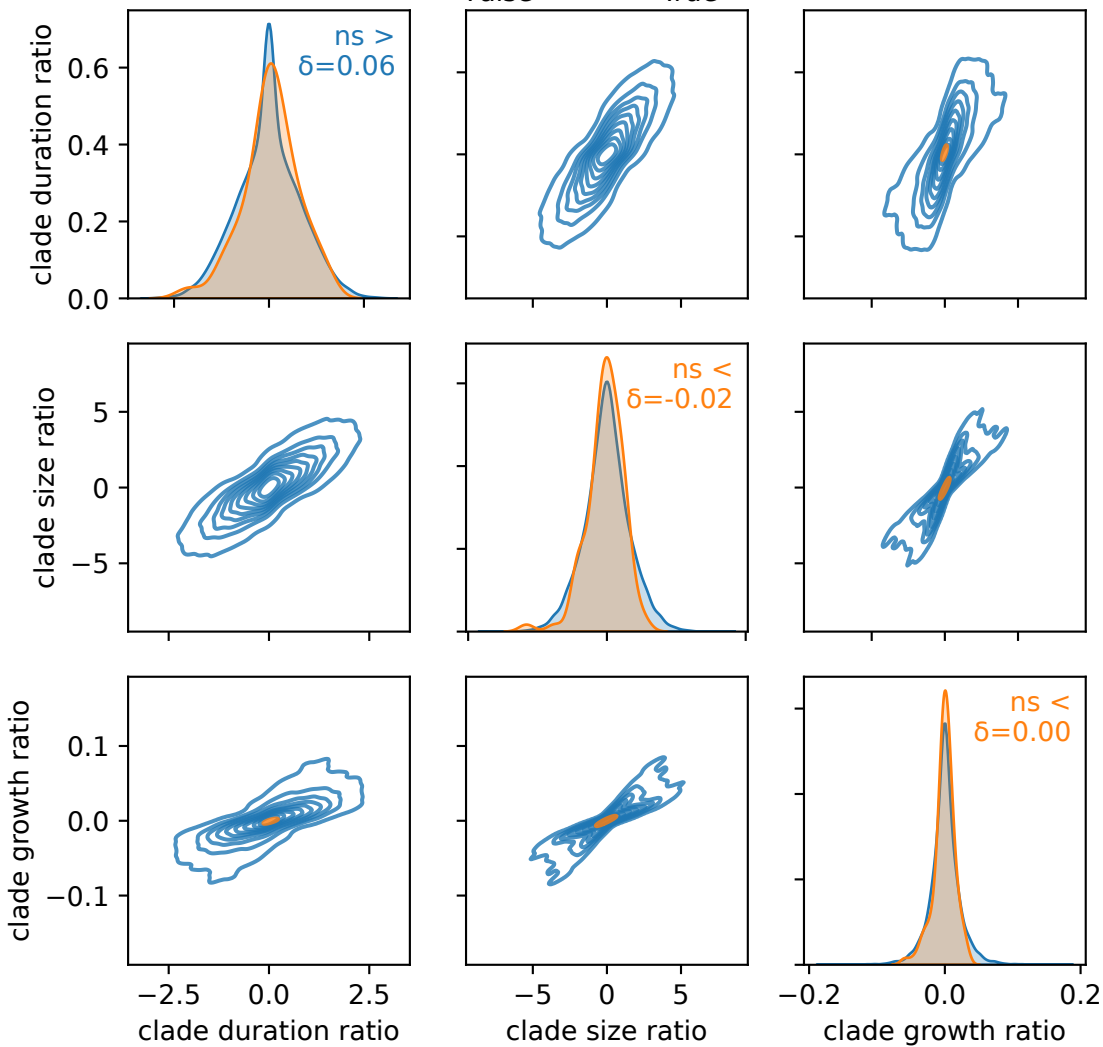 clade duration ratio
0.6
0.4
0.2
0.0
ns >
δ=0.06
clade size ratio
5
0
−5
ns <
δ=-0.02
clade growth ratio
0.1
0.0
−0.1
ns <
δ=0.00
−2.5 0.0 2.5
−5 0 5
−0.2 0.0 0.2
clade duration ratio
clade size ratio
clade growth ratio